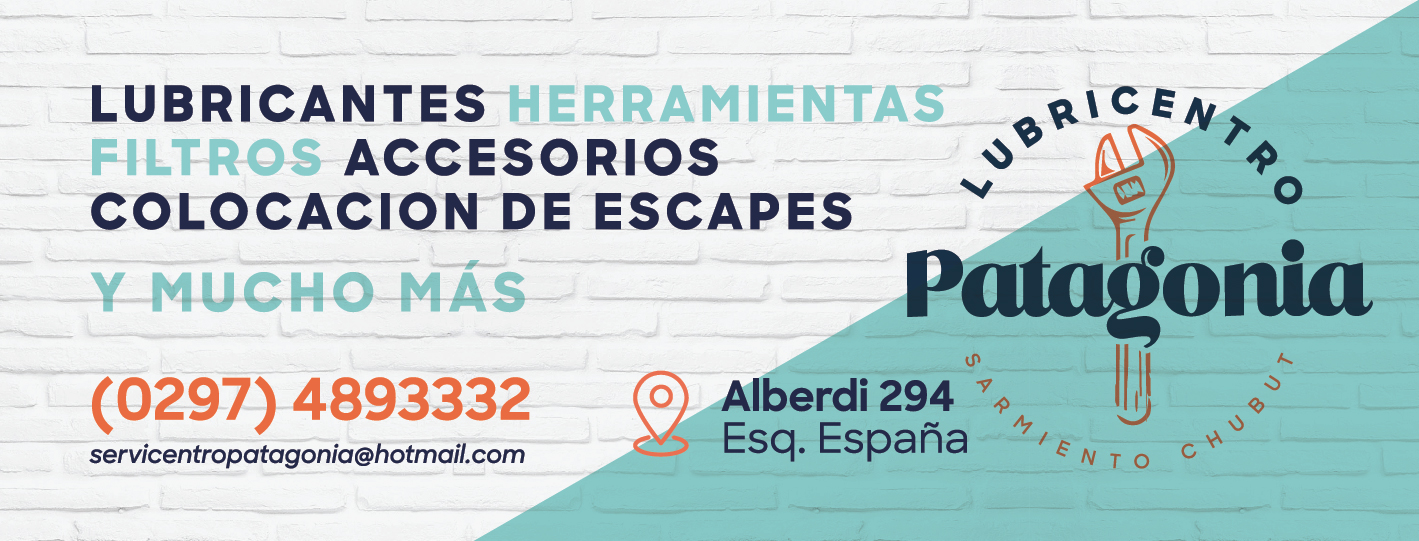 LUBRICANTES HERRAMIENTAS
FILTROS ACCESORIOS
COLOCACION DE ESCAPES
Y MUCHO MÁS
(0297) 4893332
servicentropatagonia@hotmail.com
Alberdi 294
Esq. España
LUBRICENTRO
Patagonia
SARMIENTO CHUBUT